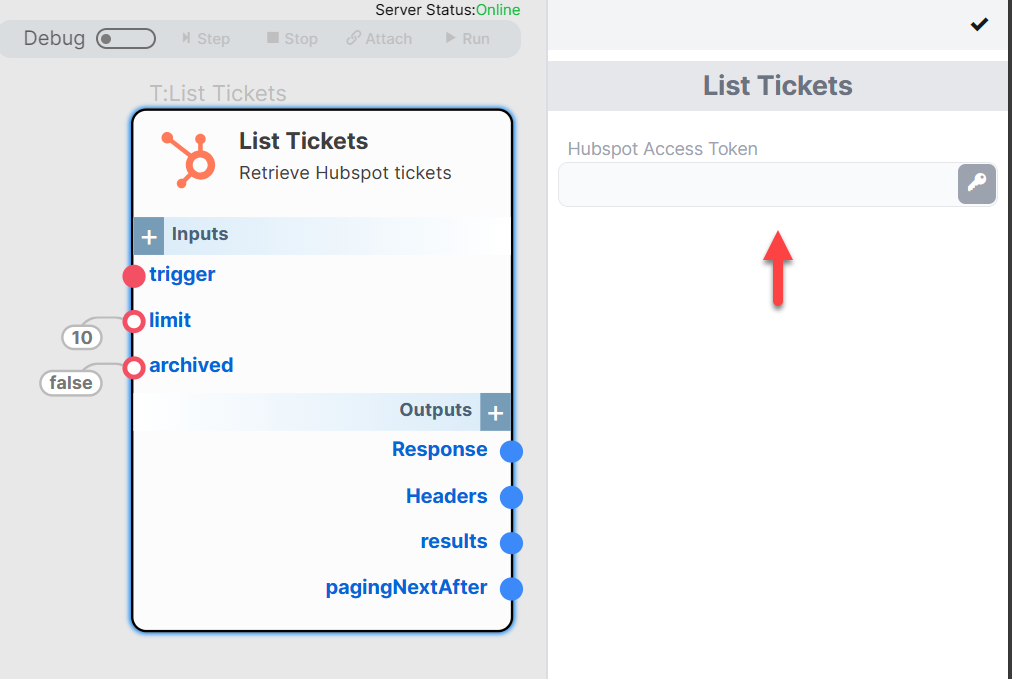 Server Status:Online
Debug Step Stop Attach Run
T:List Tickets
List Tickets
Retrieve Hubspot tickets
Inputs
trigger
limit
10
archived
false
Outputs
Response
Headers
results
pagingNextAfter
List Tickets
Hubspot Access Token